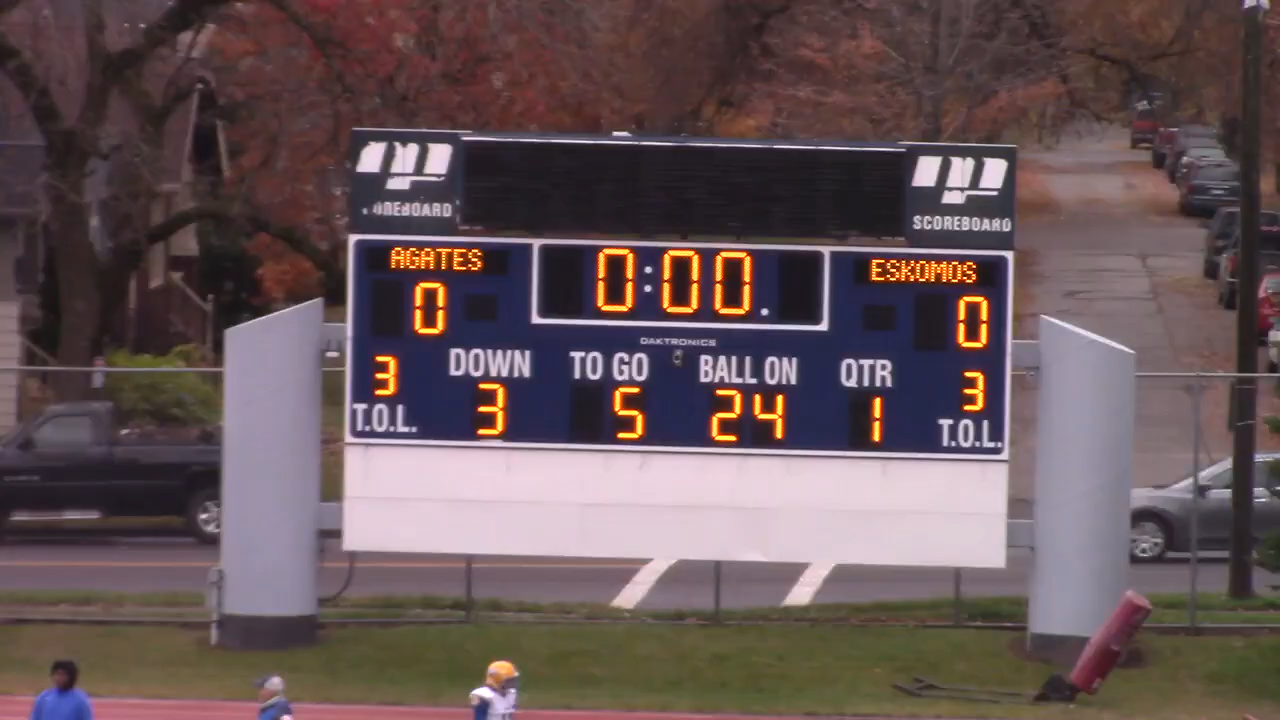 SCOREBOARD
AGATES 0:00. ESKOMOS
0 0
DAKTRONICS
DOWN TO GO BALL ON QTR
3 3 5 24 1 3
T.O.L. T.O.L.